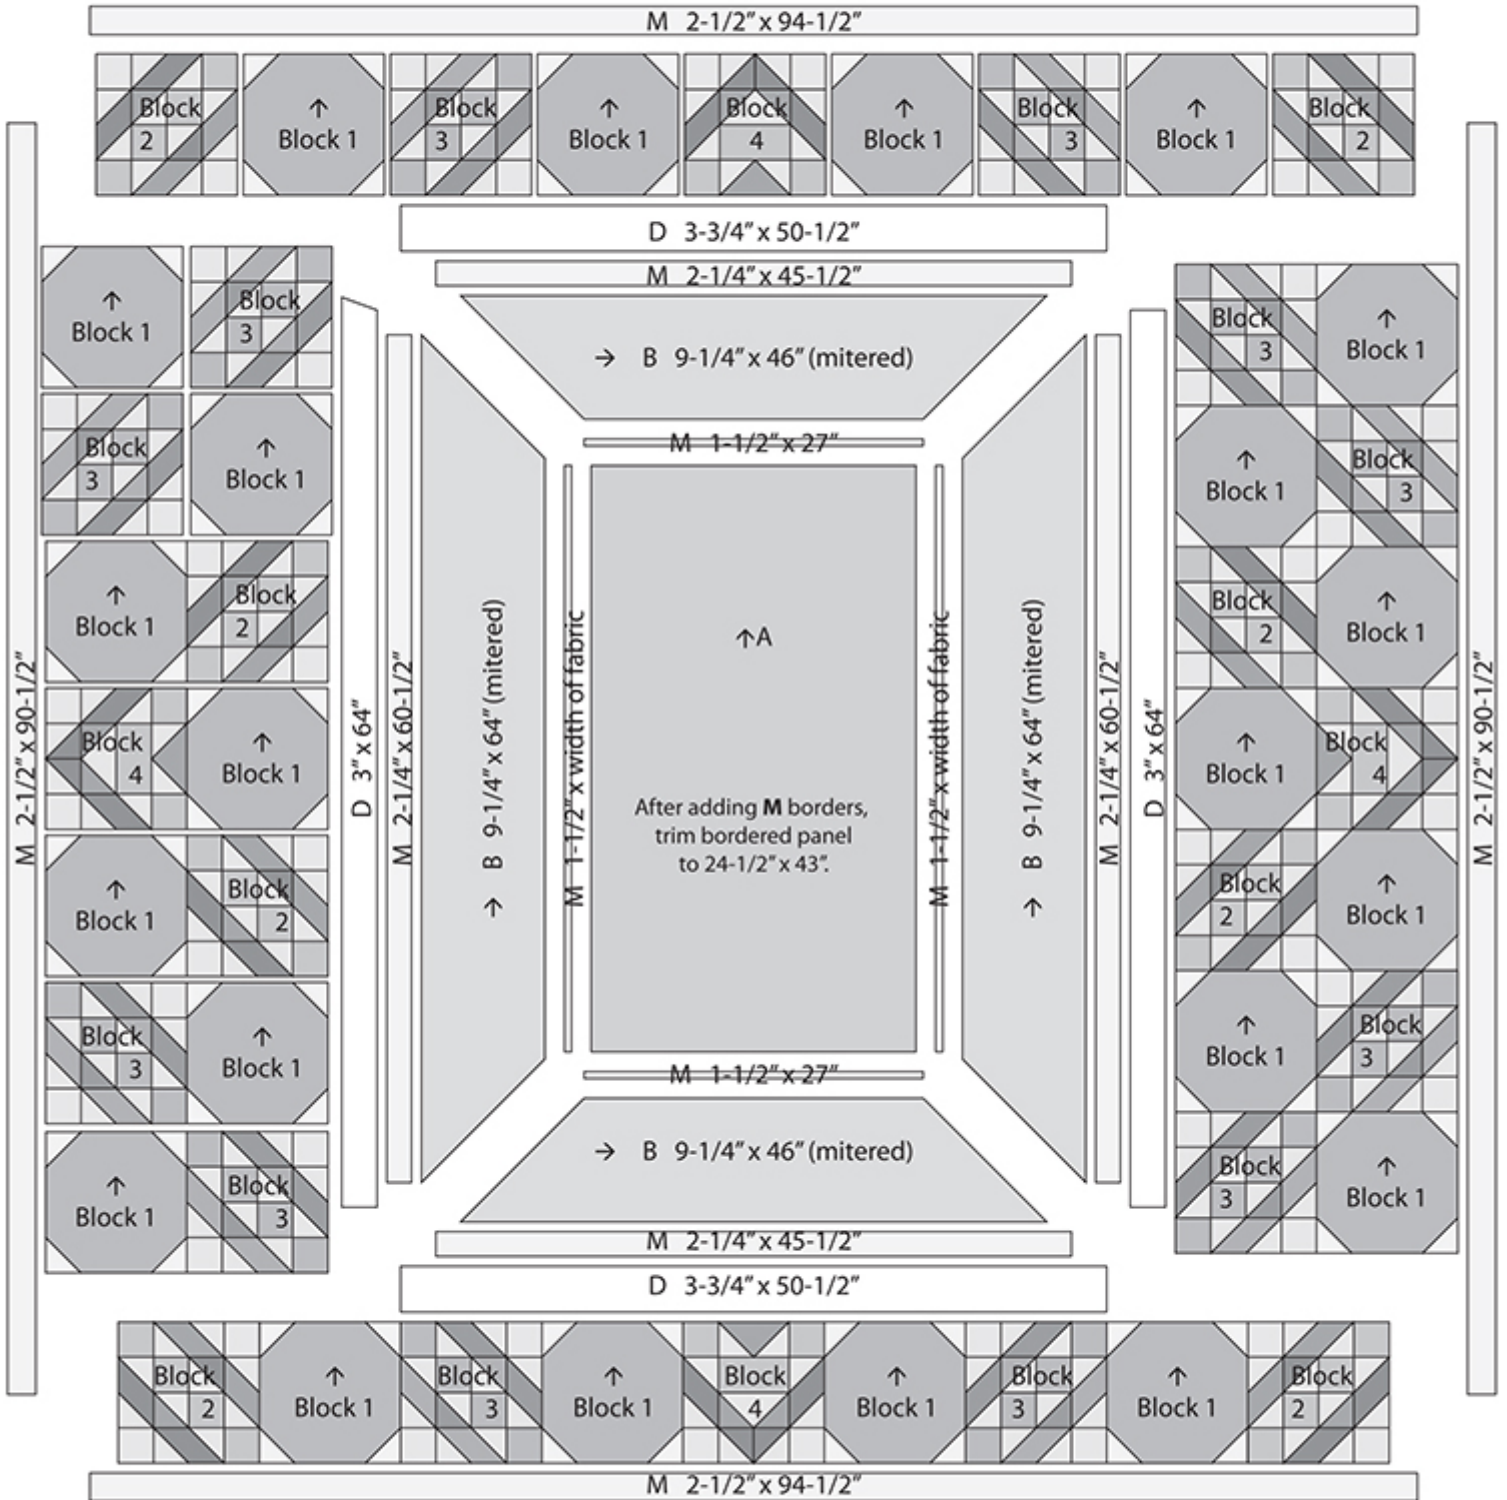 M 2-1/2” x 94-1/2”
Block 2
↑ Block 1
Block 3
↑ Block 1
Block 4
↑ Block 1
Block 3
↑ Block 1
Block 2
D 3-3/4” x 50-1/2”
M 2-1/4” x 45-1/2”
→ B 9-1/4” x 46” (mitered)
M 1-1/2” x 27”
M 2-1/2” x 90-1/2”
↑ Block 1
Block 3
Block 3
↑ Block 1
↑ Block 1
Block 2
Block 4
↑ Block 1
↑ Block 1
Block 2
Block 3
↑ Block 1
↑ Block 1
Block 3
D 3” x 64”
M 2-1/4” x 60-1/2”
→ B 9-1/4” x 64” (mitered)
M 1-1/2” x width of fabric
↑A
After adding M borders,
trim bordered panel
to 24-1/2” x 43”.
M 1-1/2” x width of fabric
→ B 9-1/4” x 64” (mitered)
M 2-1/4” x 60-1/2”
D 3” x 64”
Block 3
↑ Block 1
↑ Block 1
Block 3
Block 2
↑ Block 1
↑ Block 1
Block 4
Block 2
↑ Block 1
↑ Block 1
Block 3
Block 3
↑ Block 1
M 2-1/2” x 90-1/2”
M 1-1/2” x 27”
→ B 9-1/4” x 46” (mitered)
M 2-1/4” x 45-1/2”
D 3-3/4” x 50-1/2”
Block 2
↑ Block 1
Block 3
↑ Block 1
Block 4
↑ Block 1
Block 3
↑ Block 1
Block 2
M 2-1/2” x 94-1/2”